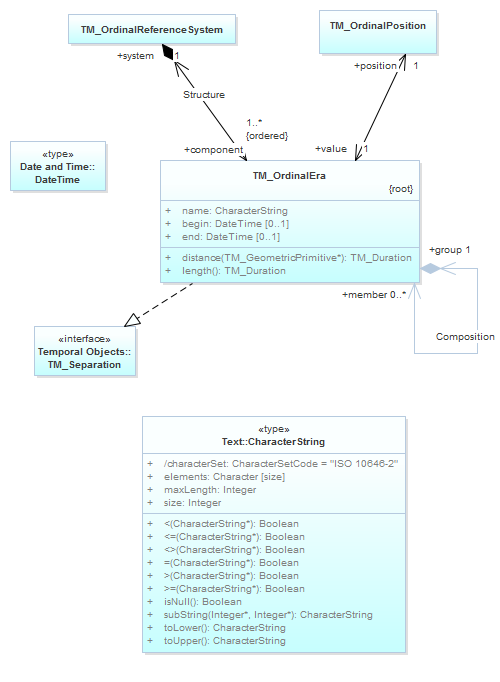 TM_OrdinalReferenceSystem
TM_OrdinalPosition
+system 1
+position 1
Structure
1..*
{ordered}
+component
+value 1
«type»
Date and Time::
DateTime
TM_OrdinalEra
{root}
+ name: CharacterString
+ begin: DateTime [0..1]
+ end: DateTime [0..1]
+ distance(TM_GeometricPrimitive*): TM_Duration
+ length(): TM_Duration
+group 1
+member 0..*
Composition
«interface»
Temporal Objects::
TM_Separation
«type»
Text::CharacterString
+ /characterSet: CharacterSetCode = "ISO 10646-2"
+ elements: Character [size]
+ maxLength: Integer
+ size: Integer
+ <(CharacterString*): Boolean
+ <=(CharacterString*): Boolean
+ <>(CharacterString*): Boolean
+ =(CharacterString*): Boolean
+ >(CharacterString*): Boolean
+ >=(CharacterString*): Boolean
+ isNull(): Boolean
+ subString(Integer*, Integer*): CharacterString
+ toLower(): CharacterString
+ toUpper(): CharacterString